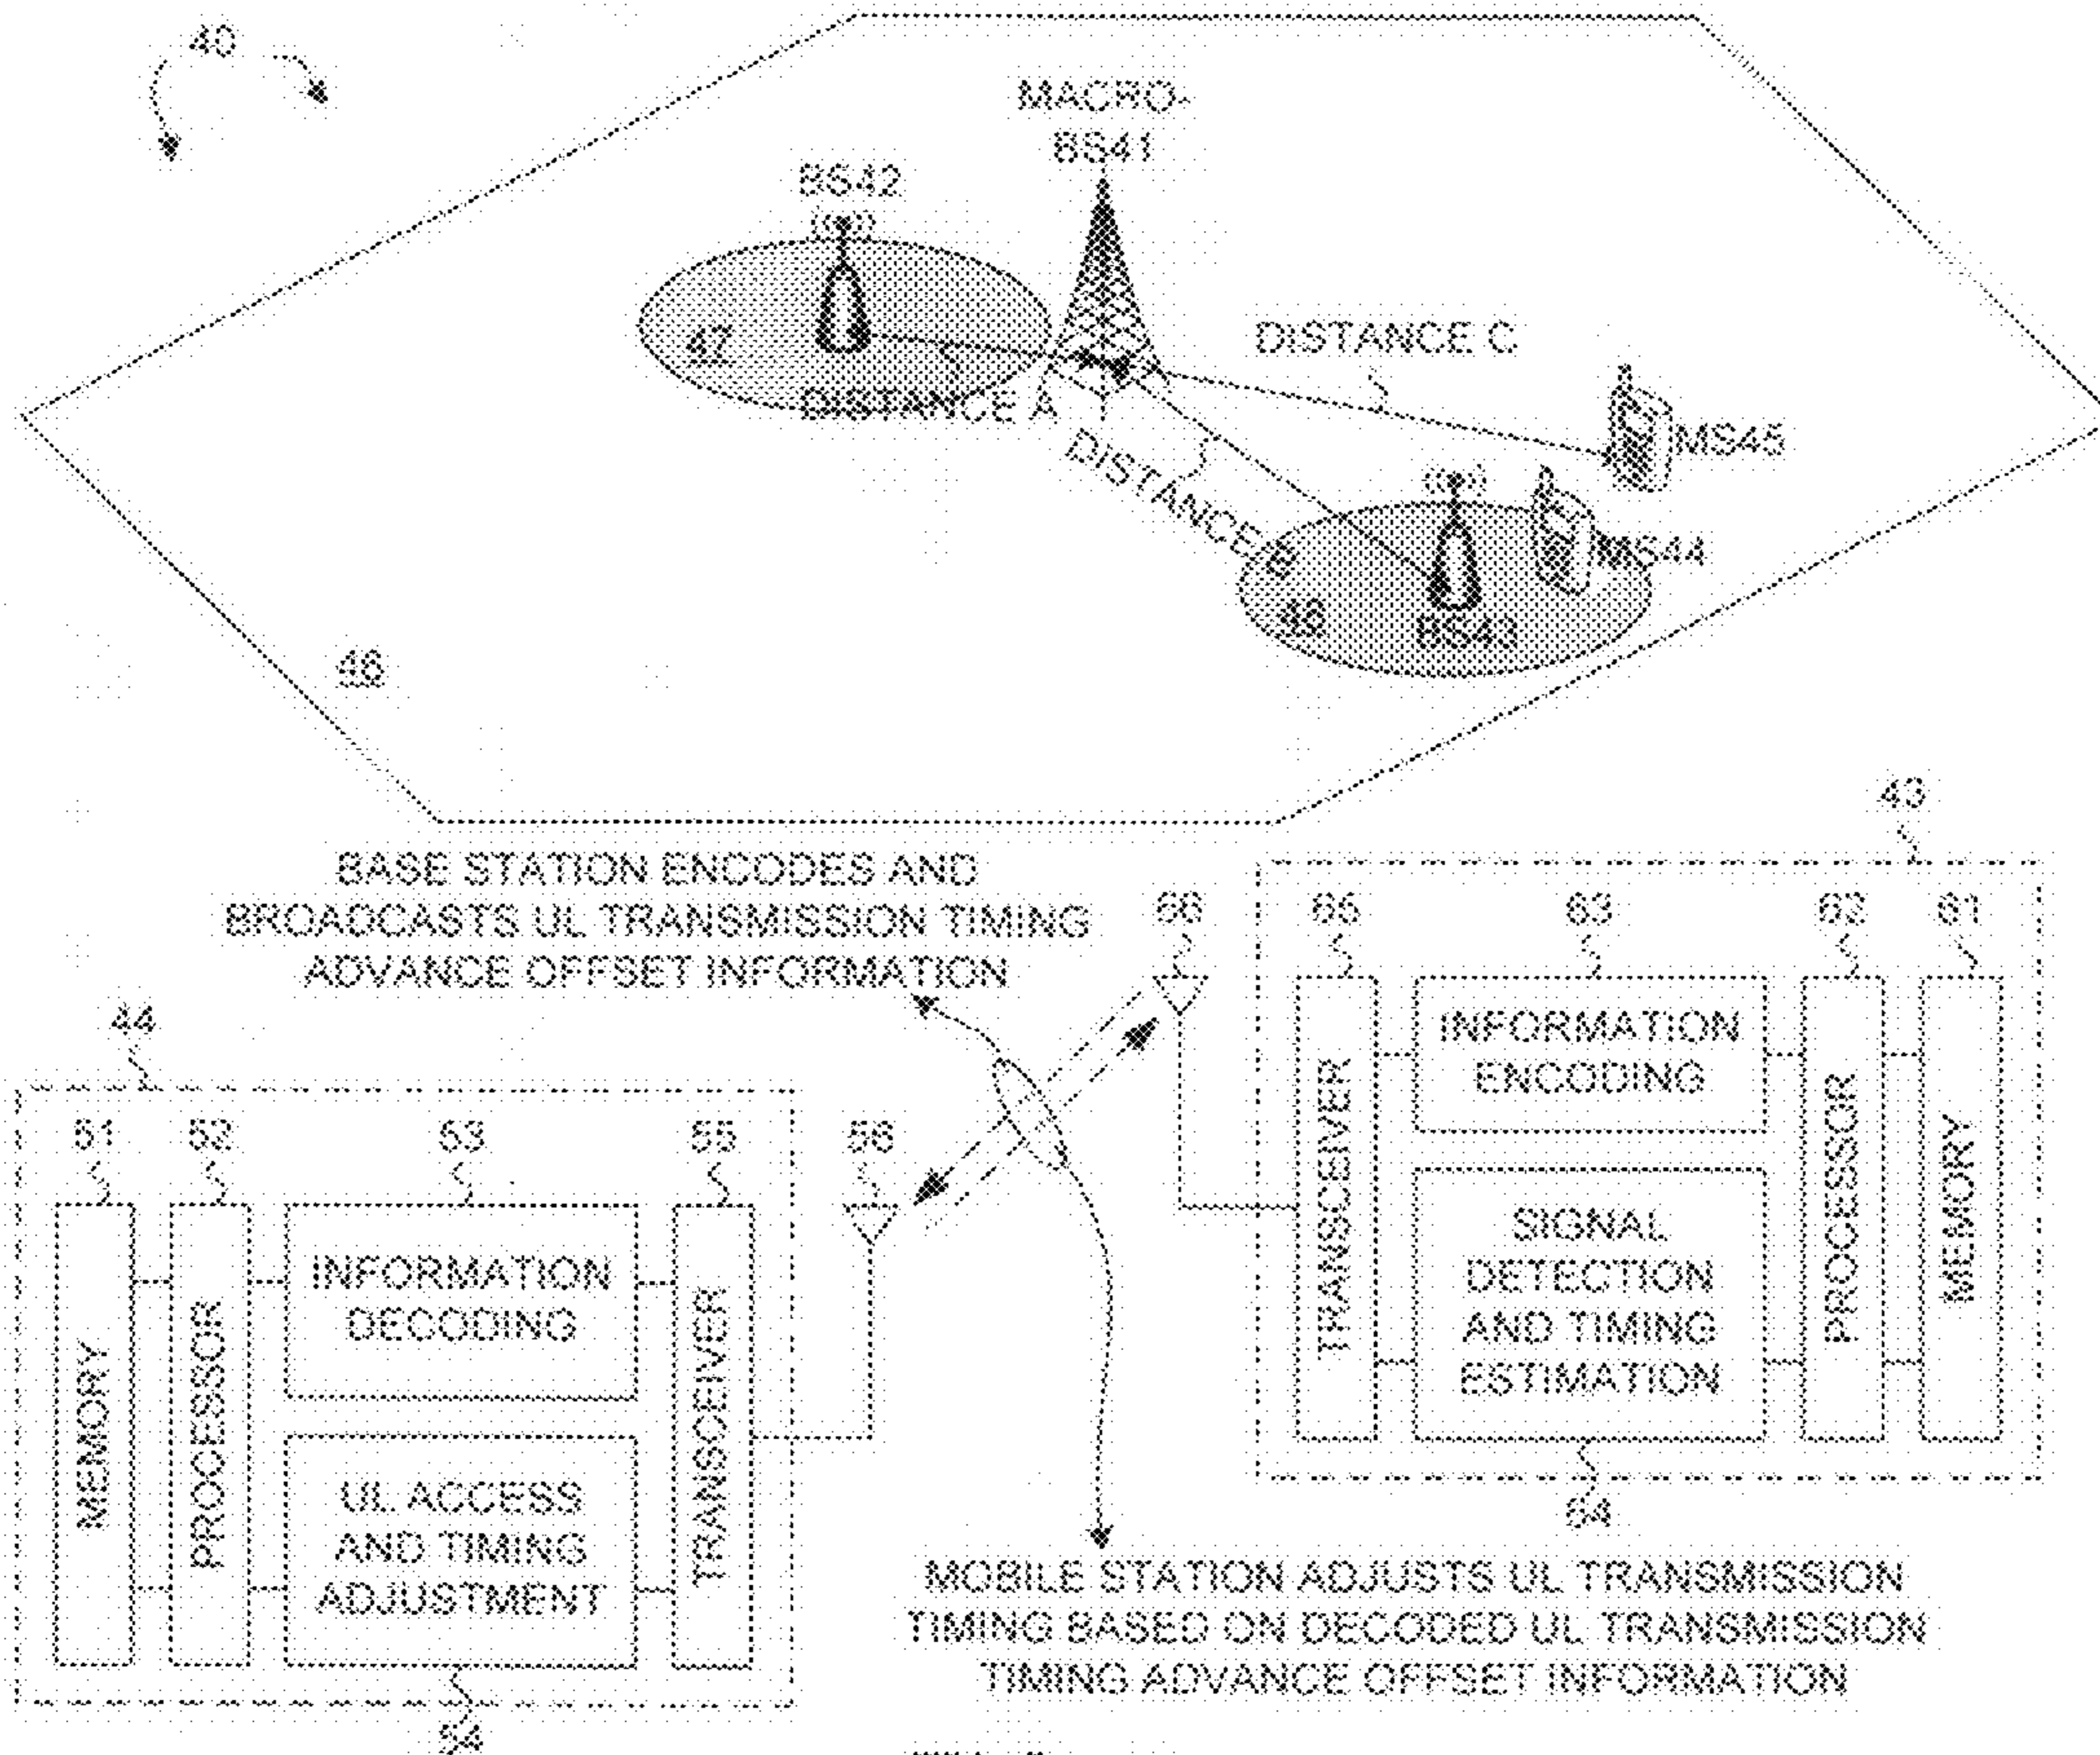 40
MACRO-
BS41
BS42
47
DISTANCE A
DISTANCE C
MS45
DISTANCE B
MS44
48
BS43
46
BASE STATION ENCODES AND
BROADCASTS UL TRANSMISSION TIMING
ADVANCE OFFSET INFORMATION
43
66
65
63
62
61
TRANSCEIVER
INFORMATION
ENCODING
SIGNAL
DETECTION
AND TIMING
ESTIMATION
PROCESSOR
MEMORY
64
44
51
52
53
55
56
MEMORY
PROCESSOR
INFORMATION
DECODING
UL ACCESS
AND TIMING
ADJUSTMENT
TRANSCEIVER
54
MOBILE STATION ADJUSTS UL TRANSMISSION
TIMING BASED ON DECODED UL TRANSMISSION
TIMING ADVANCE OFFSET INFORMATION